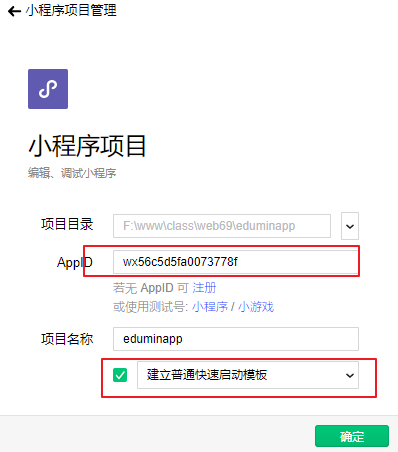 小程序项目管理
小程序项目
编辑、调试小程序
项目目录 F:\www\class\web69\eduminapp
AppID wx56c5d5fa0073778f
若无 AppID 可 注册
或使用测试号: 小程序 / 小游戏
项目名称 eduminapp
建立普通快速启动模板
确定